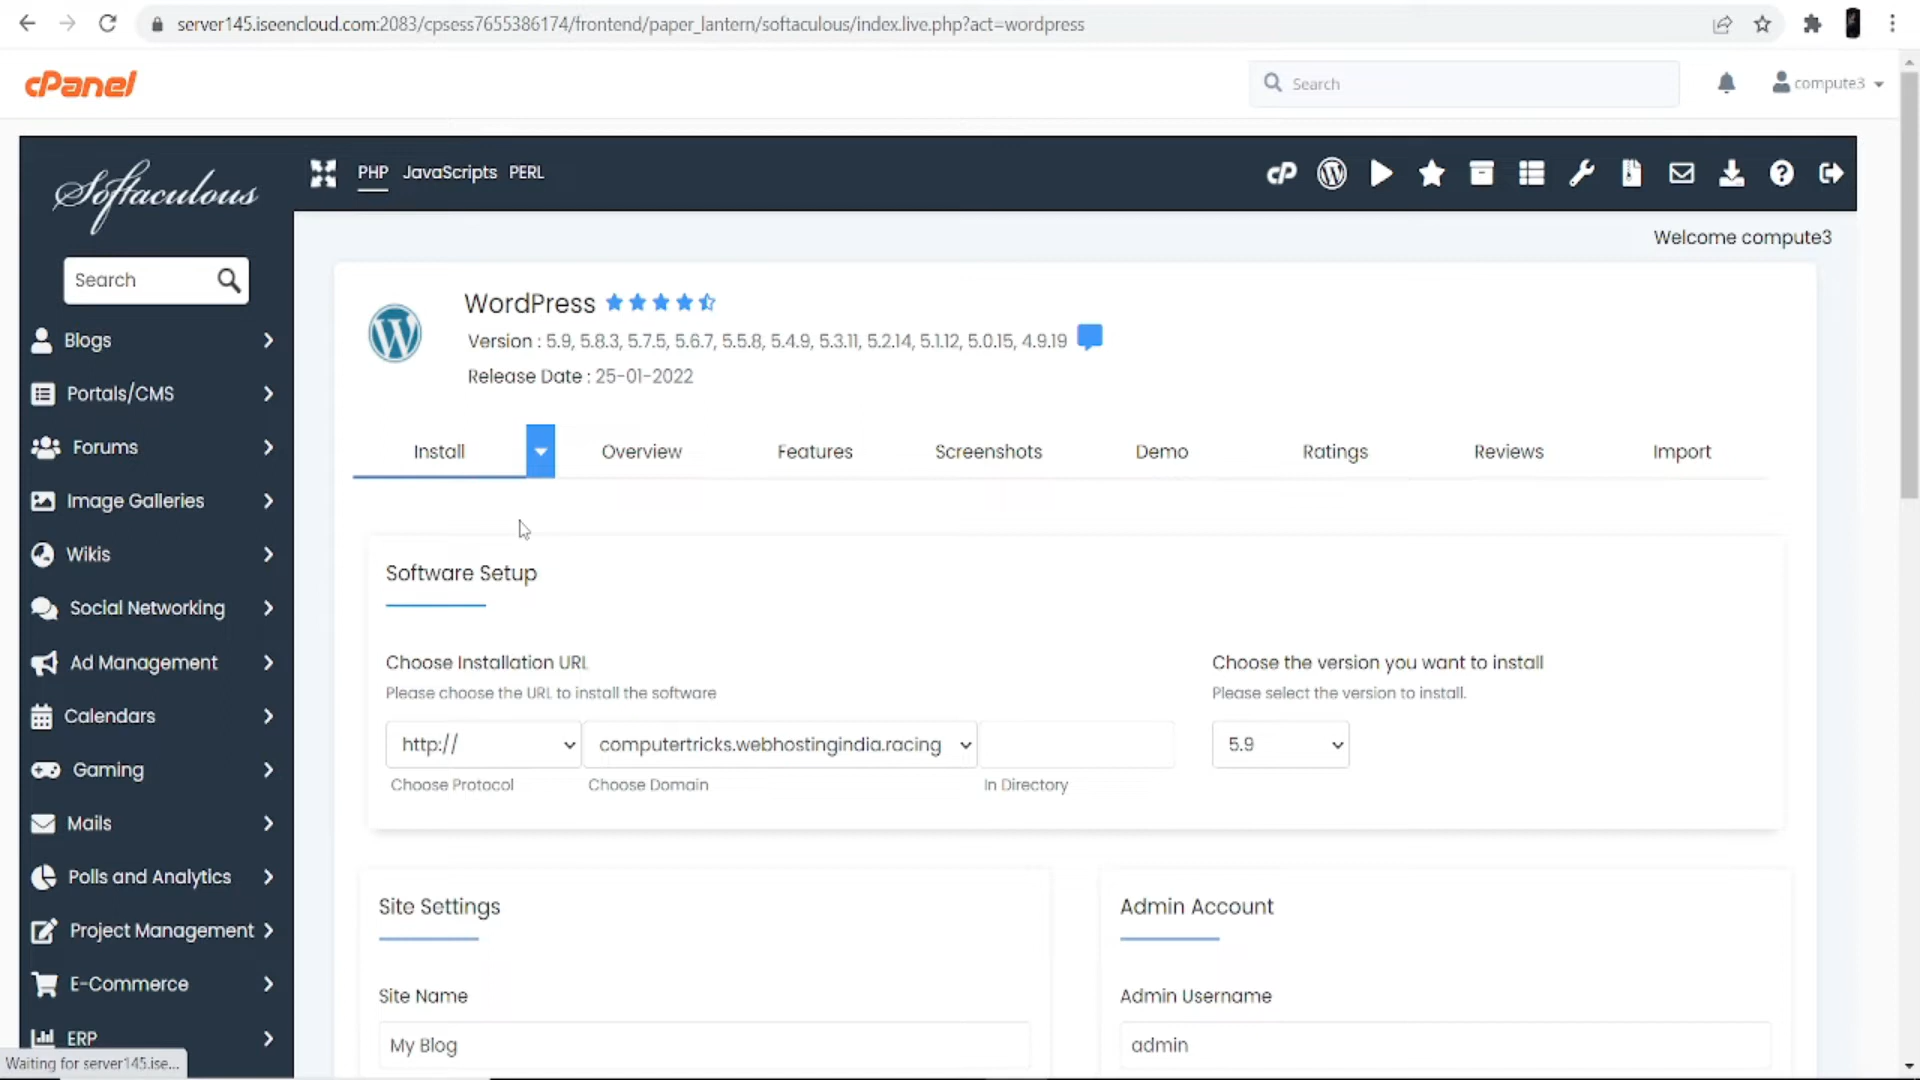 server145.iseencloud.com:2083/cpsess7655386174/frontend/paper_lantern/softaculous/index.live.php?act=wordpress
cPanel
Search
compute3
Softaculous
PHP JavaScripts PERL
cP
Welcome compute3
Search
Blogs
Portals/CMS
Forums
Image Galleries
Wikis
Social Networking
Ad Management
Calendars
Gaming
Mails
Polls and Analytics
Project Management
E-Commerce
ERP
WordPress
Version : 5.9, 5.8.3, 5.7.5, 5.6.7, 5.5.8, 5.4.9, 5.3.11, 5.2.14, 5.1.12, 5.0.15, 4.9.19
Release Date : 25-01-2022
Install Overview Features Screenshots Demo Ratings Reviews Import
Software Setup
Choose Installation URL
Please choose the URL to install the software
http:// computertricks.webhostingindia.racing
Choose Protocol Choose Domain In Directory
Choose the version you want to install
Please select the version to install.
5.9
Site Settings
Site Name
My Blog
Admin Account
Admin Username
admin
Waiting for server145.ise...